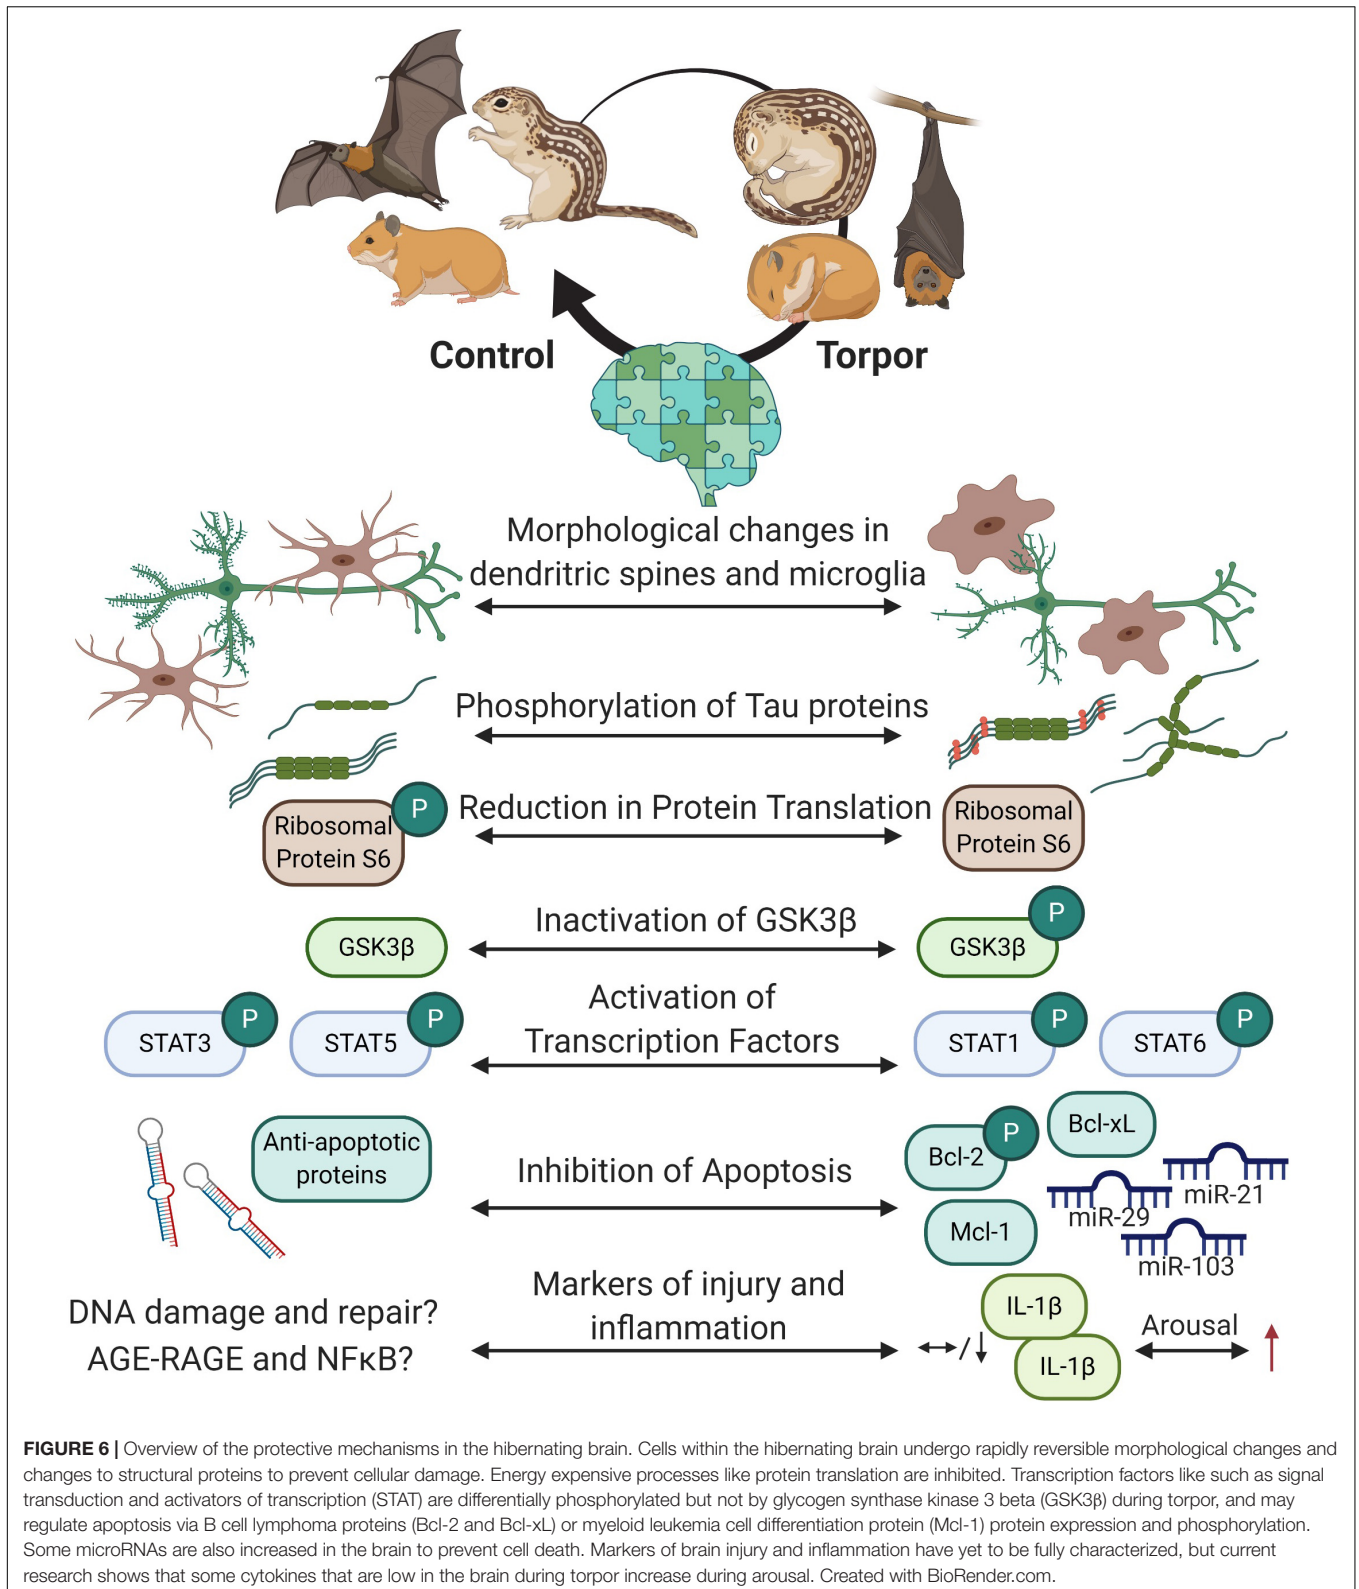 Control
Torpor
Morphological changes in
dendritric spines and microglia
Phosphorylation of Tau proteins
Ribosomal
Protein S6
P
Reduction in Protein Translation
Ribosomal
Protein S6
GSK3β
Inactivation of GSK3β
GSK3β
P
STAT3
P
STAT5
P
Activation of
Transcription Factors
STAT1
P
STAT6
P
Anti-apoptotic
proteins
Inhibition of Apoptosis
Bcl-2
P
Bcl-xL
Mcl-1
miR-21
miR-29
miR-103
DNA damage and repair?
AGE-RAGE and NFκB?
Markers of injury and
inflammation
/
IL-1β
IL-1β
Arousal
FIGURE 6 | Overview of the protective mechanisms in the hibernating brain. Cells within the hibernating brain undergo rapidly reversible morphological changes and
changes to structural proteins to prevent cellular damage. Energy expensive processes like protein translation are inhibited. Transcription factors like such as signal
transduction and activators of transcription (STAT) are differentially phosphorylated but not by glycogen synthase kinase 3 beta (GSK3β) during torpor, and may
regulate apoptosis via B cell lymphoma proteins (Bcl-2 and Bcl-xL) or myeloid leukemia cell differentiation protein (Mcl-1) protein expression and phosphorylation.
Some microRNAs are also increased in the brain to prevent cell death. Markers of brain injury and inflammation have yet to be fully characterized, but current
research shows that some cytokines that are low in the brain during torpor increase during arousal. Created with BioRender.com.